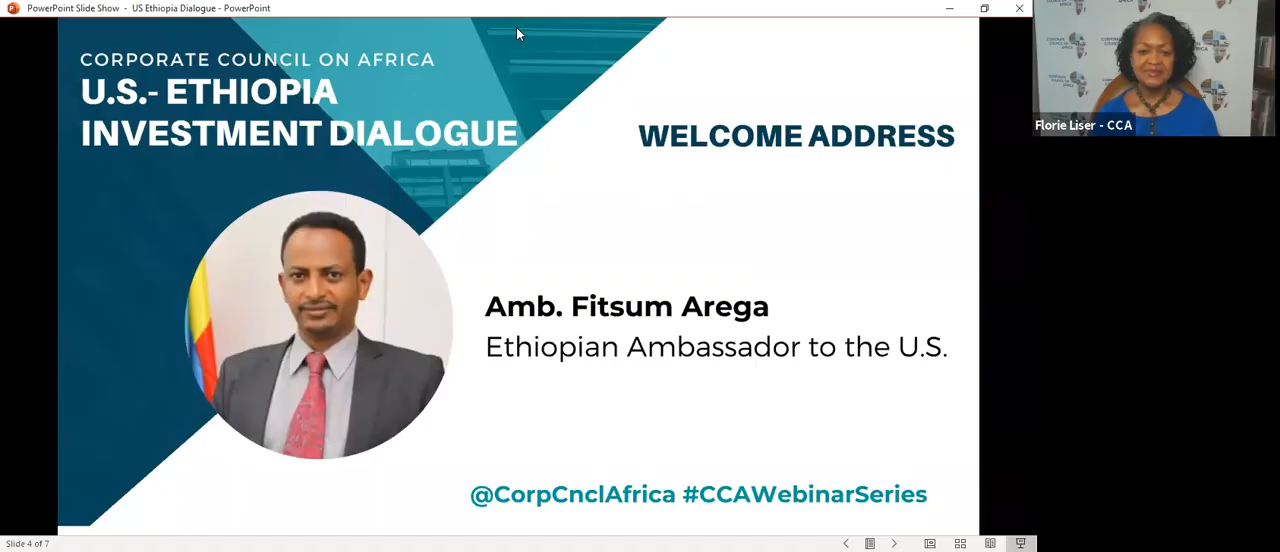 PowerPoint Slide Show - US Ethiopia Dialogue - PowerPoint
CORPORATE COUNCIL ON AFRICA
U.S.- ETHIOPIA
INVESTMENT DIALOGUE
WELCOME ADDRESS
Amb. Fitsum Arega
Ethiopian Ambassador to the U.S.
@CorpCnclAfrica #CCAWebinarSeries
Slide 4 of 7
Florie Liser - CCA